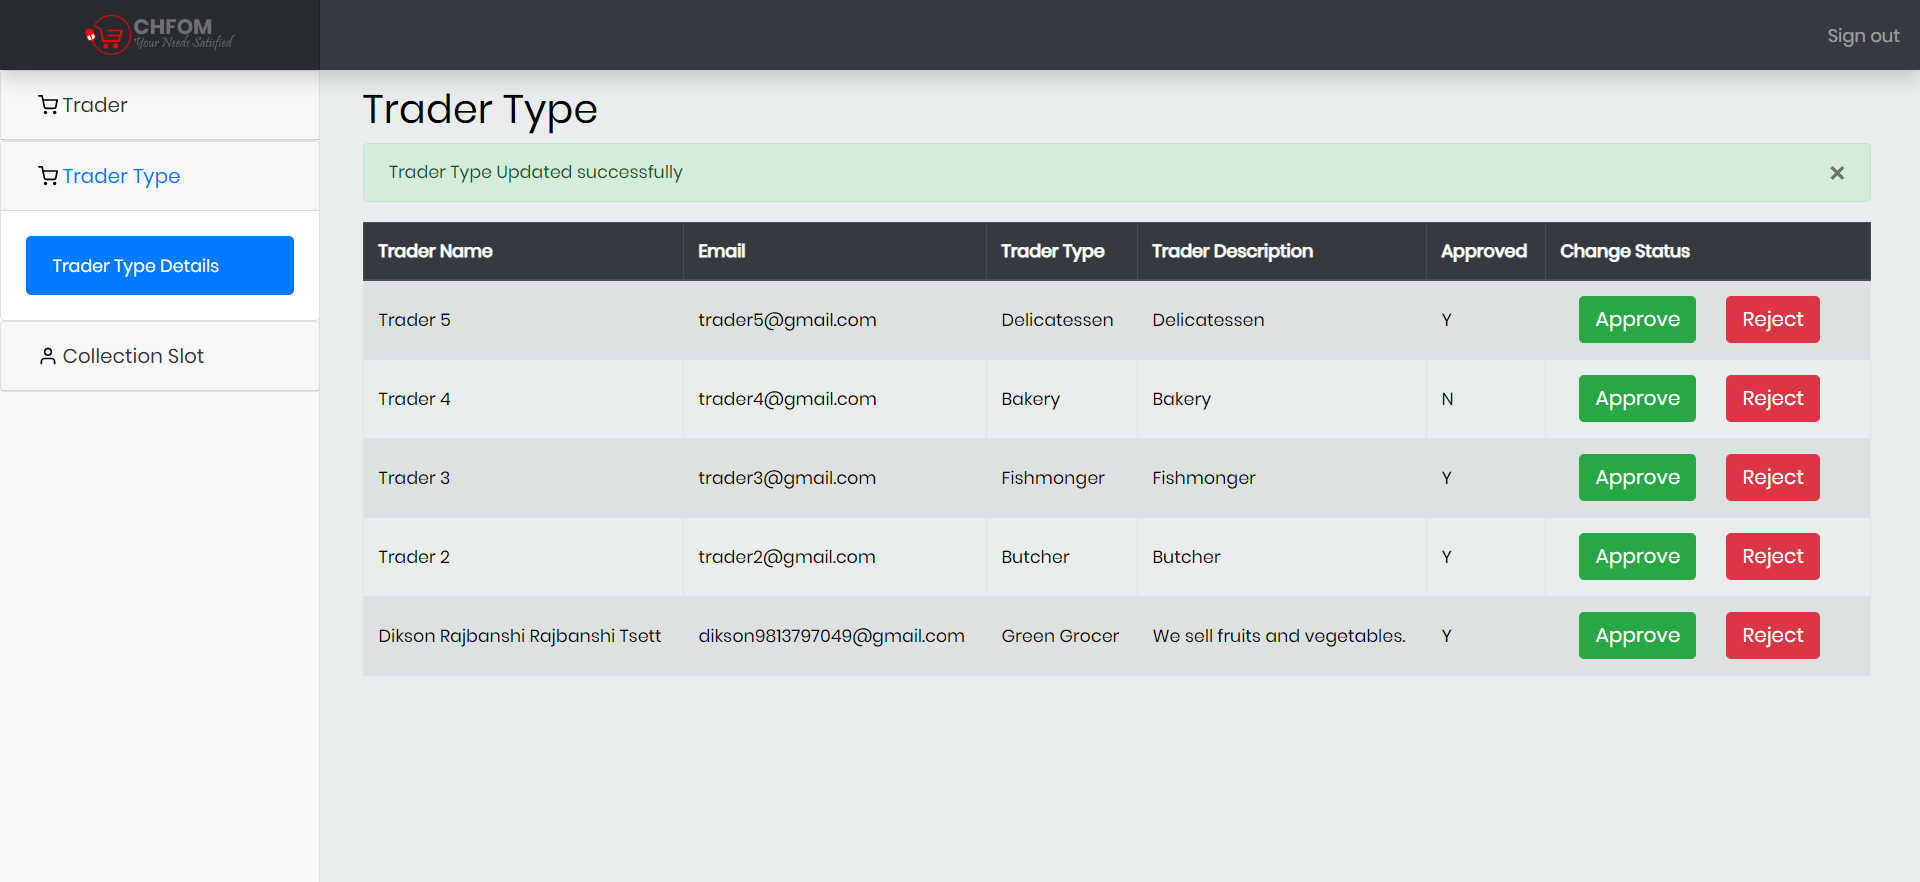 CHFOM
Your Needs Satisfied
Sign out
Trader
Trader Type
Trader Type Details
Collection Slot
Trader Type
Trader Type Updated successfully ×
Trader Name Email Trader Type Trader Description Approved Change Status
Trader 5 trader5@gmail.com Delicatessen Delicatessen Y Approve Reject
Trader 4 trader4@gmail.com Bakery Bakery N Approve Reject
Trader 3 trader3@gmail.com Fishmonger Fishmonger Y Approve Reject
Trader 2 trader2@gmail.com Butcher Butcher Y Approve Reject
Dikson Rajbanshi Rajbanshi Tsett dikson9813797049@gmail.com Green Grocer We sell fruits and vegetables. Y Approve Reject